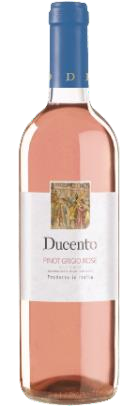 Ducento
PINOT GRIGIO ROSÉ
Prodotto in Italia